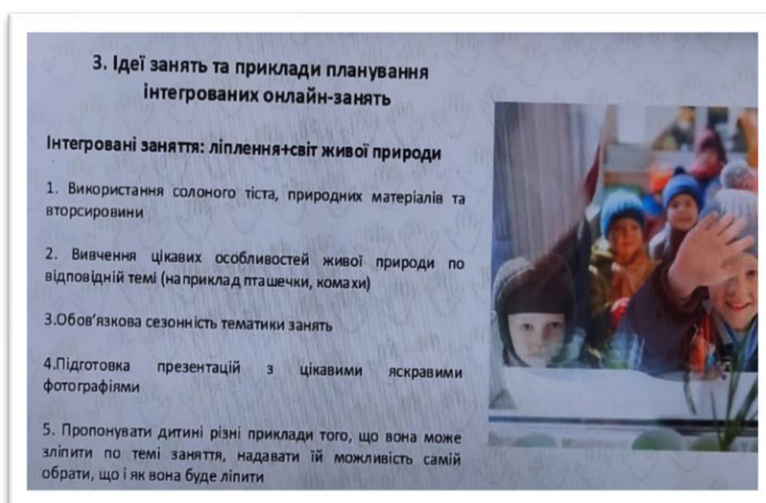 3. Ідеї занять та приклади планування
інтегрованих онлайн-занять
Інтегровані заняття: ліплення+світ живої природи
1. Використання солоного тіста, природних матеріалів та
вторсировини
2. Вивчення цікавих особливостей живої природи по
відповідній темі (наприклад пташечки, комахи)
3.Обов'язкова сезонність тематики занять
4.Підготовка презентацій з цікавими яскравими
фотографіями
5. Пропонувати дитині різні приклади того, що вона може
зліпити по темі заняття, надавати їй можливість самій
обрати, що і як вона буде ліпити